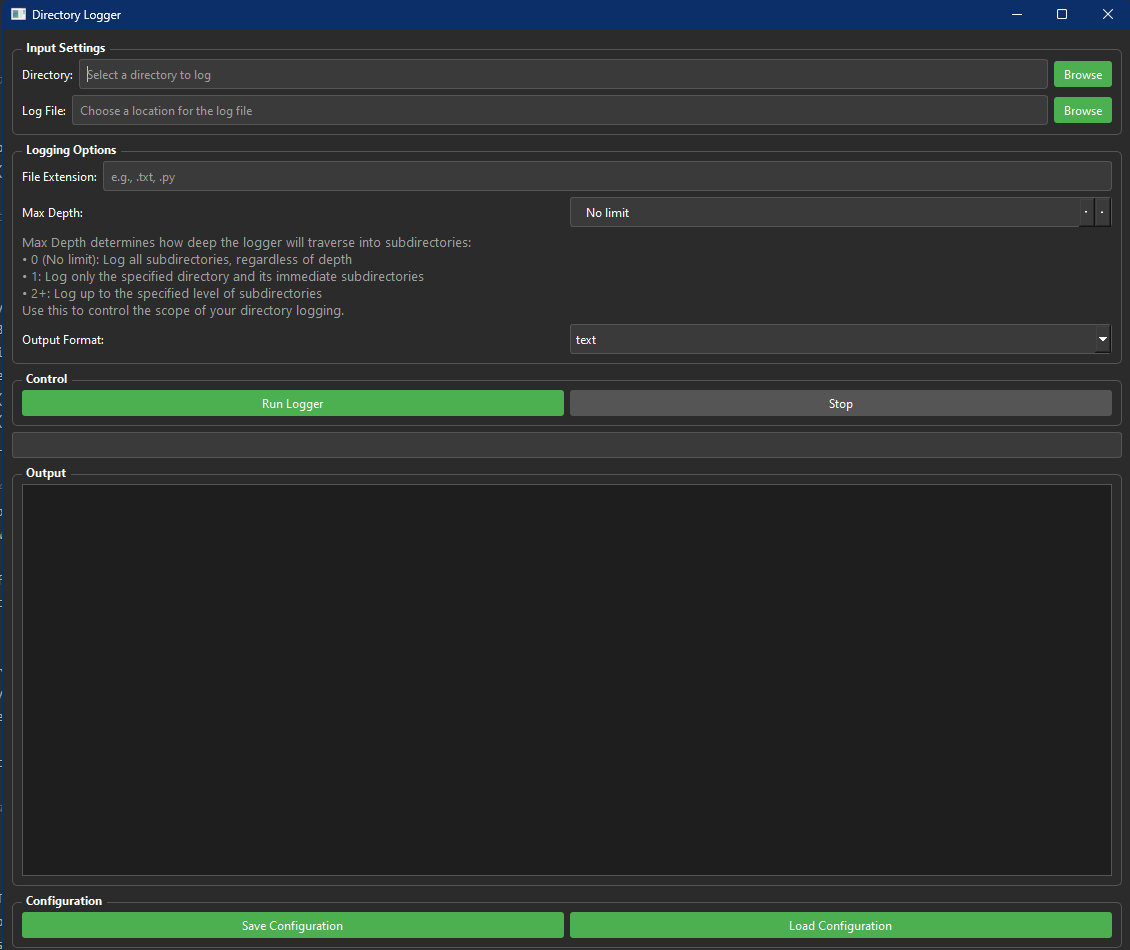 Directory Logger
Input Settings
Directory: Select a directory to log Browse
Log File: Choose a location for the log file Browse
Logging Options
File Extension: e.g., .txt, .py
Max Depth: No limit
Max Depth determines how deep the logger will traverse into subdirectories:
• 0 (No limit): Log all subdirectories, regardless of depth
• 1: Log only the specified directory and its immediate subdirectories
• 2+: Log up to the specified level of subdirectories
Use this to control the scope of your directory logging.
Output Format: text
Control
Run Logger Stop
Output
Configuration
Save Configuration Load Configuration